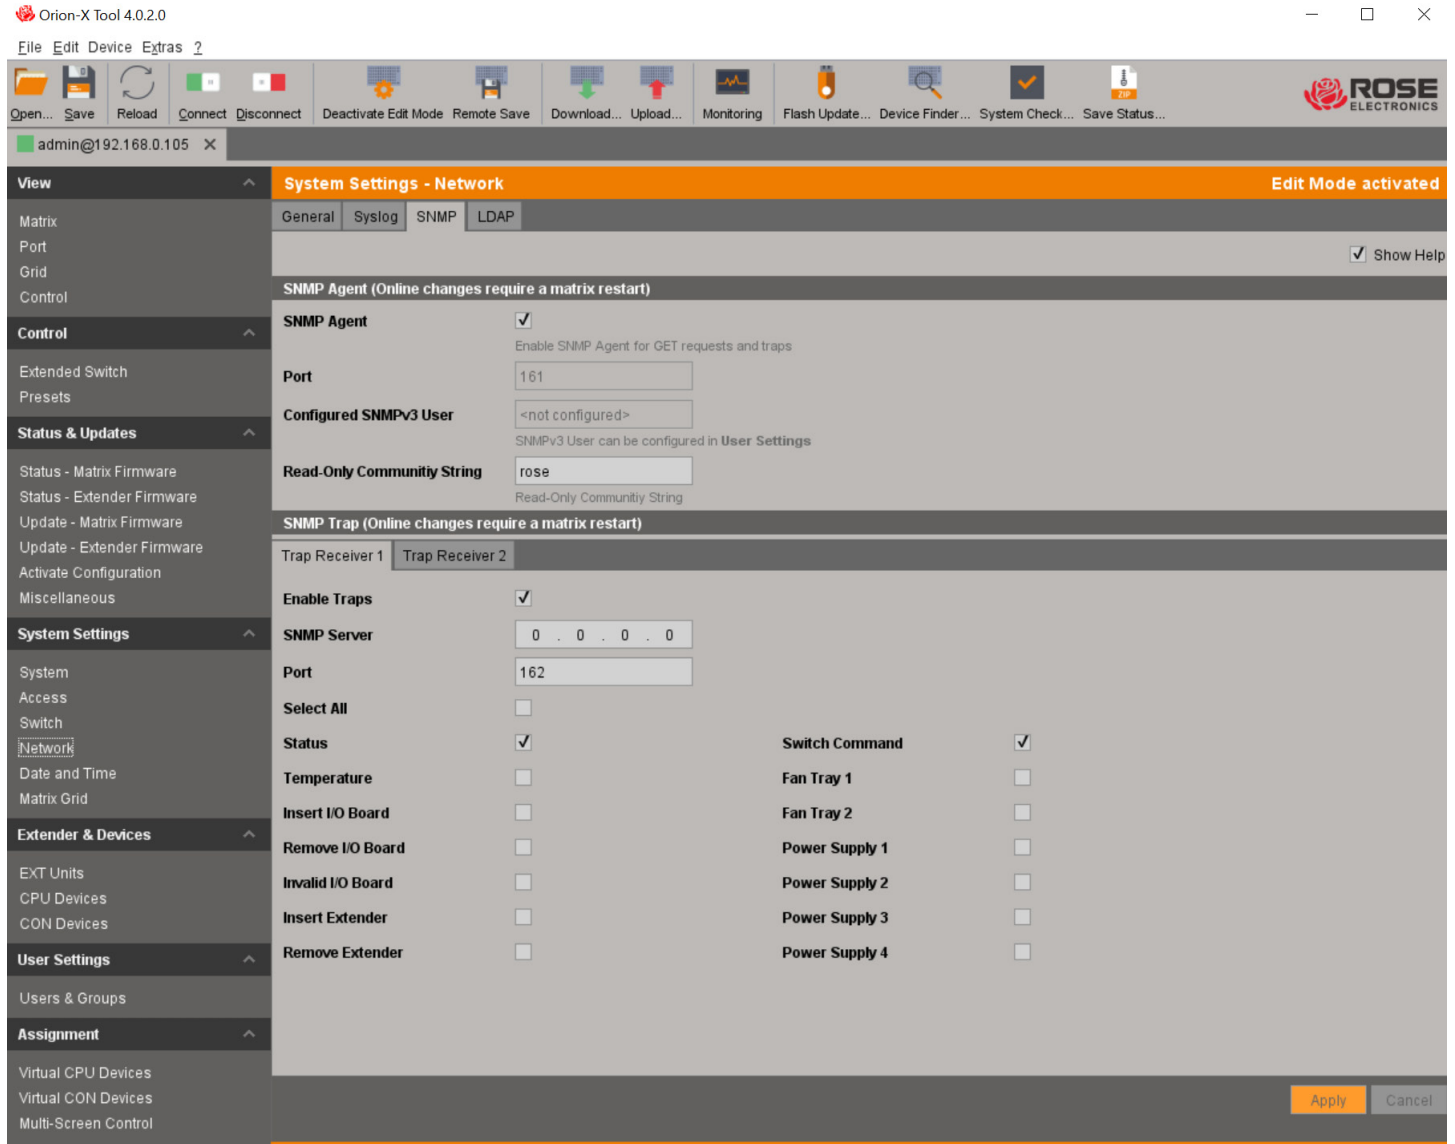 Orion-X Tool 4.0.2.0
File Edit Device Extras ?
Open... Save Reload Connect Disconnect Deactivate Edit Mode Remote Save Download... Upload... Monitoring Flash Update... Device Finder... System Check... Save Status...
ZIP
ROSE
ELECTRONICS
admin@192.168.0.105
View
Matrix
Port
Grid
Control
Control
Extended Switch
Presets
Status & Updates
Status - Matrix Firmware
Status - Extender Firmware
Update - Matrix Firmware
Update - Extender Firmware
Activate Configuration
Miscellaneous
System Settings
System
Access
Switch
Network
Date and Time
Matrix Grid
Extender & Devices
EXT Units
CPU Devices
CON Devices
User Settings
Users & Groups
Assignment
Virtual CPU Devices
Virtual CON Devices
Multi-Screen Control
System Settings - Network Edit Mode activated
General Syslog SNMP LDAP
Show Help
SNMP Agent (Online changes require a matrix restart)
SNMP Agent
Enable SNMP Agent for GET requests and traps
Port 161
Configured SNMPv3 User <not configured>
SNMPv3 User can be configured in User Settings
Read-Only Communitiy String rose
Read-Only Communitiy String
SNMP Trap (Online changes require a matrix restart)
Trap Receiver 1 Trap Receiver 2
Enable Traps
SNMP Server 0 . 0 . 0 . 0
Port 162
Select All
Status Switch Command
Temperature Fan Tray 1
Insert I/O Board Fan Tray 2
Remove I/O Board Power Supply 1
Invalid I/O Board Power Supply 2
Insert Extender Power Supply 3
Remove Extender Power Supply 4
Apply Cancel